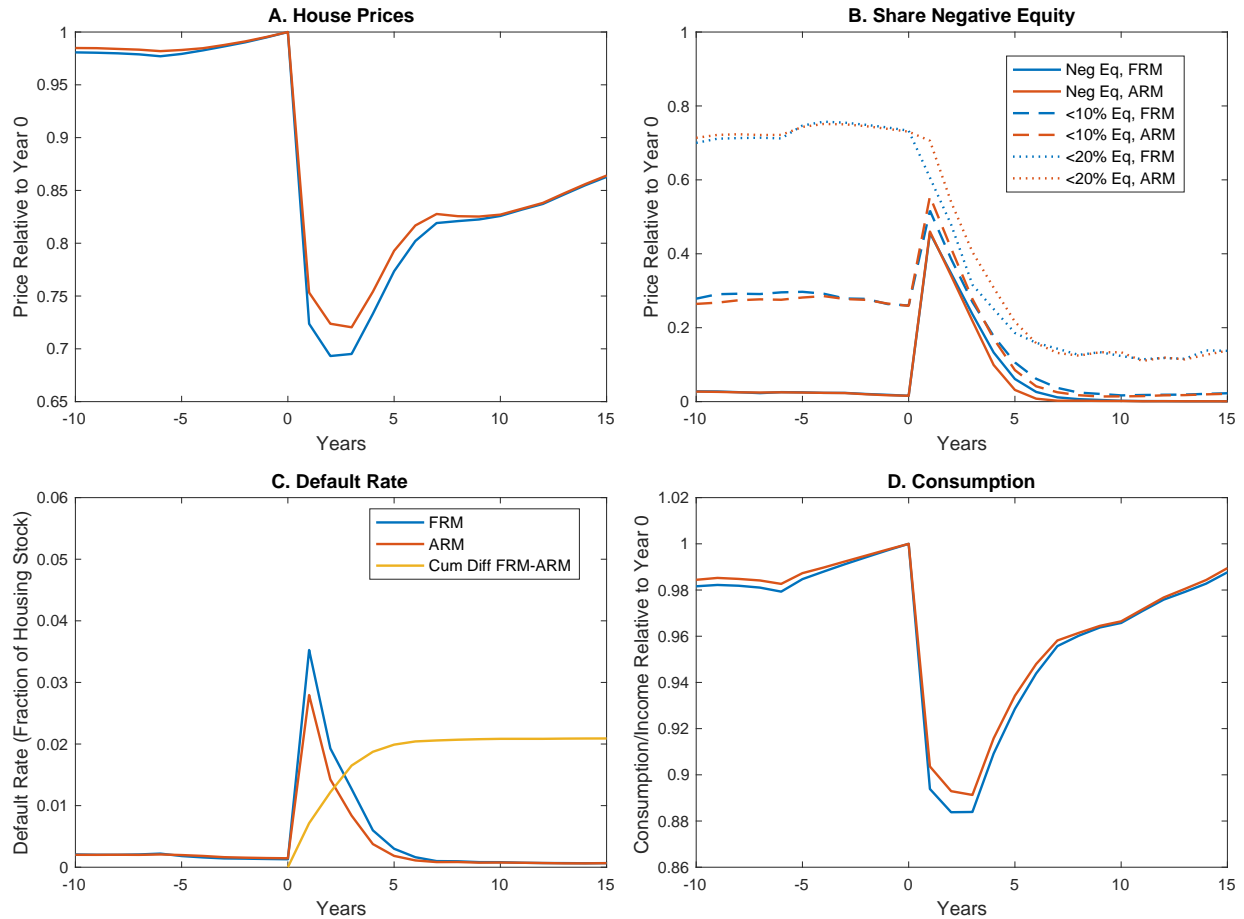 A. House Prices
Price Relative to Year 0
1
0.95
0.9
0.85
0.8
0.75
0.7
0.65
-10 -5 0 5 10 15
Years
B. Share Negative Equity
Price Relative to Year 0
1
0.8
0.6
0.4
0.2
0
-10 -5 0 5 10 15
Years
Neg Eq, FRM
Neg Eq, ARM
<10% Eq, FRM
<10% Eq, ARM
<20% Eq, FRM
<20% Eq, ARM
C. Default Rate
Default Rate (Fraction of Housing Stock)
0.06
0.05
0.04
0.03
0.02
0.01
0
-10 -5 0 5 10 15
Years
FRM
ARM
Cum Diff FRM-ARM
D. Consumption
Consumption/Income Relative to Year 0
1.02
1
0.98
0.96
0.94
0.92
0.9
0.88
0.86
-10 -5 0 5 10 15
Years